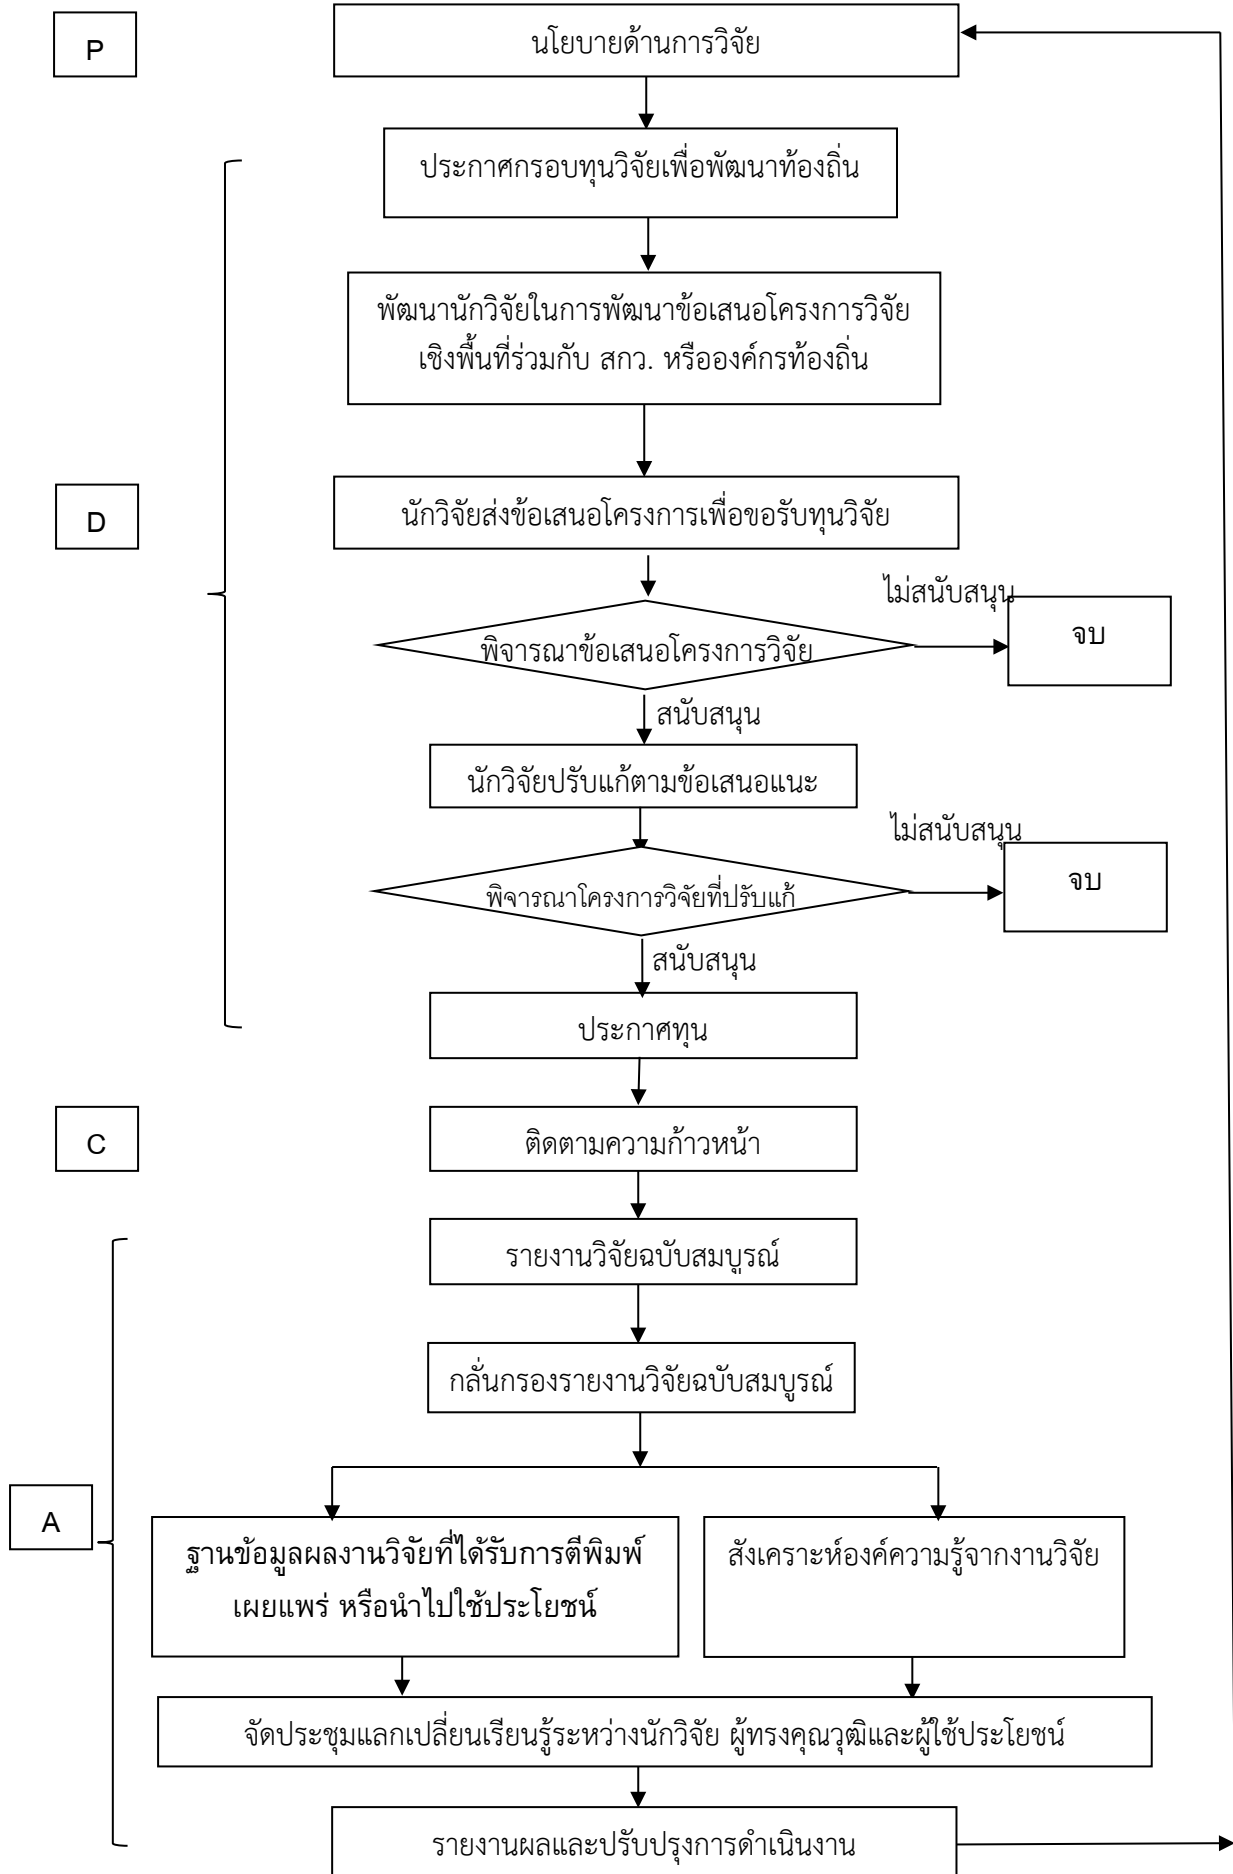 P
นโยบายด้านการวิจัย
ประกาศกรอบทุนวิจัยเพื่อพัฒนาท้องถิ่น
พัฒนานักวิจัยในการพัฒนาข้อเสนอโครงการวิจัย
เชิงพื้นที่ร่วมกับ สกว. หรือองค์กรท้องถิ่น
D
นักวิจัยส่งข้อเสนอโครงการเพื่อขอรับทุนวิจัย
ไม่สนับสนุน
จบ
พิจารณาข้อเสนอโครงการวิจัย
สนับสนุน
นักวิจัยปรับแก้ตามข้อเสนอแนะ
ไม่สนับสนุน
จบ
พิจารณาโครงการวิจัยที่ปรับแก้
สนับสนุน
ประกาศทุน
C
ติดตามความก้าวหน้า
รายงานวิจัยฉบับสมบูรณ์
กลั่นกรองรายงานวิจัยฉบับสมบูรณ์
A
ฐานข้อมูลผลงานวิจัยที่ได้รับการตีพิมพ์
เผยแพร่ หรือนำไปใช้ประโยชน์
สังเคราะห์องค์ความรู้จากงานวิจัย
จัดประชุมแลกเปลี่ยนเรียนรู้ระหว่างนักวิจัย ผู้ทรงคุณวุฒิและผู้ใช้ประโยชน์
รายงานผลและปรับปรุงการดำเนินงาน